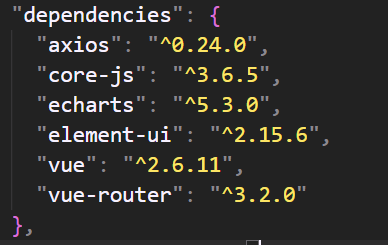 "dependencies": {
"axios": "^0.24.0",
"core-js": "^3.6.5",
"echarts": "^5.3.0",
"element-ui": "^2.15.6",
"vue": "^2.6.11",
"vue-router": "^3.2.0"
},